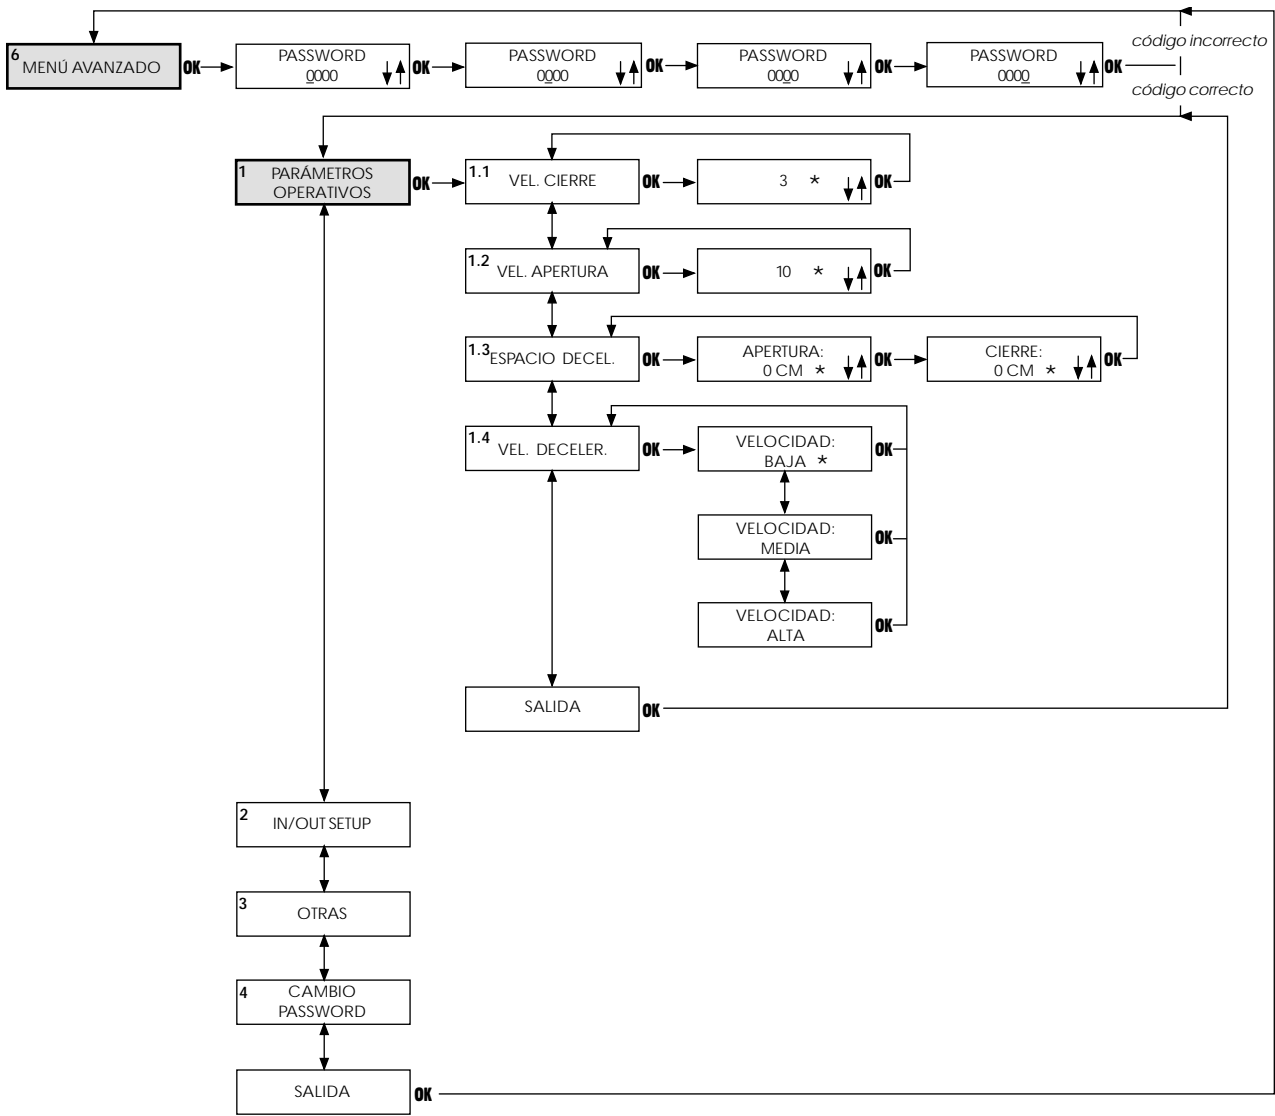 6
MENÚ AVANZADO
OK
PASSWORD
0000
OK
PASSWORD
0000
OK
PASSWORD
0000
OK
PASSWORD
0000
OK
código incorrecto
código correcto
1
PARÁMETROS
OPERATIVOS
OK
1.1
VEL. CIERRE
OK
3 *
OK
1.2
VEL. APERTURA
OK
10 *
OK
1.3
ESPACIO DECEL.
OK
APERTURA:
0 CM *
OK
CIERRE:
0 CM *
OK
1.4
VEL. DECELER.
OK
VELOCIDAD:
BAJA *
OK
VELOCIDAD:
MEDIA
OK
VELOCIDAD:
ALTA
OK
SALIDA
OK
2
IN/OUT SETUP
3
OTRAS
4
CAMBIO
PASSWORD
SALIDA
OK